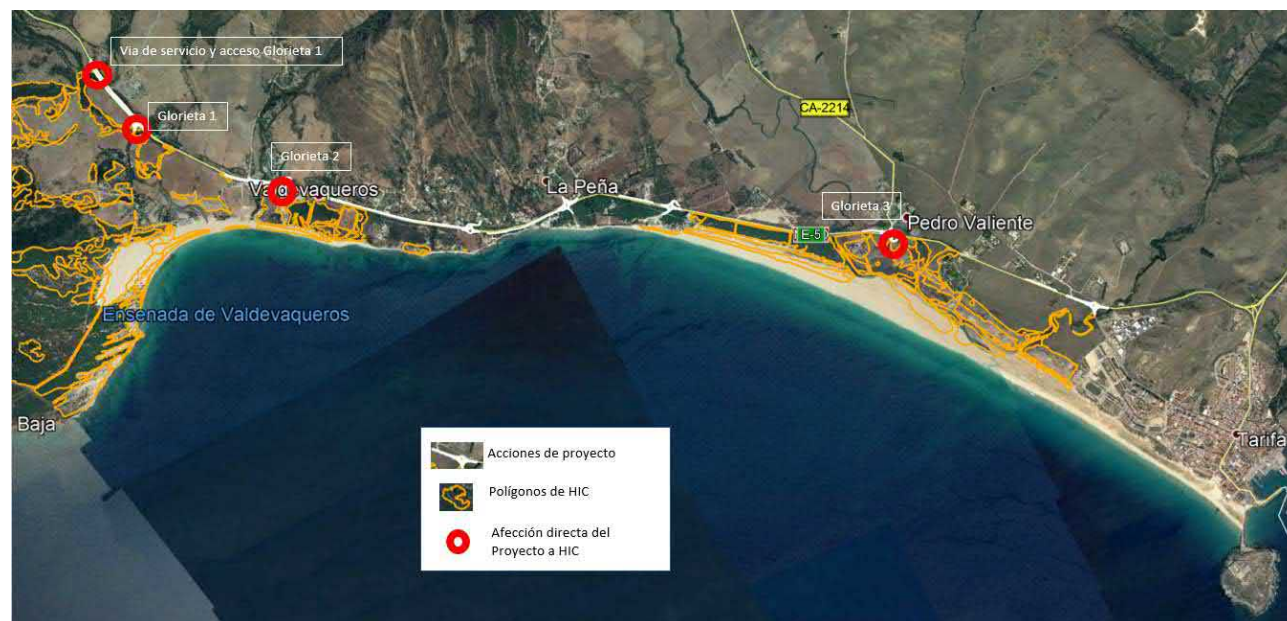 Via de servicio y acceso Glorieta 1
Glorieta 1
CA-2214
Glorieta 2
Valdevaqueros
La Peña
Glorieta 3
Pedro Valiente
E-5
Ensenada de Valdevaqueros
Baja
Tarifa
Acciones de proyecto
Polígonos de HIC
Afección directa del
Proyecto a HIC